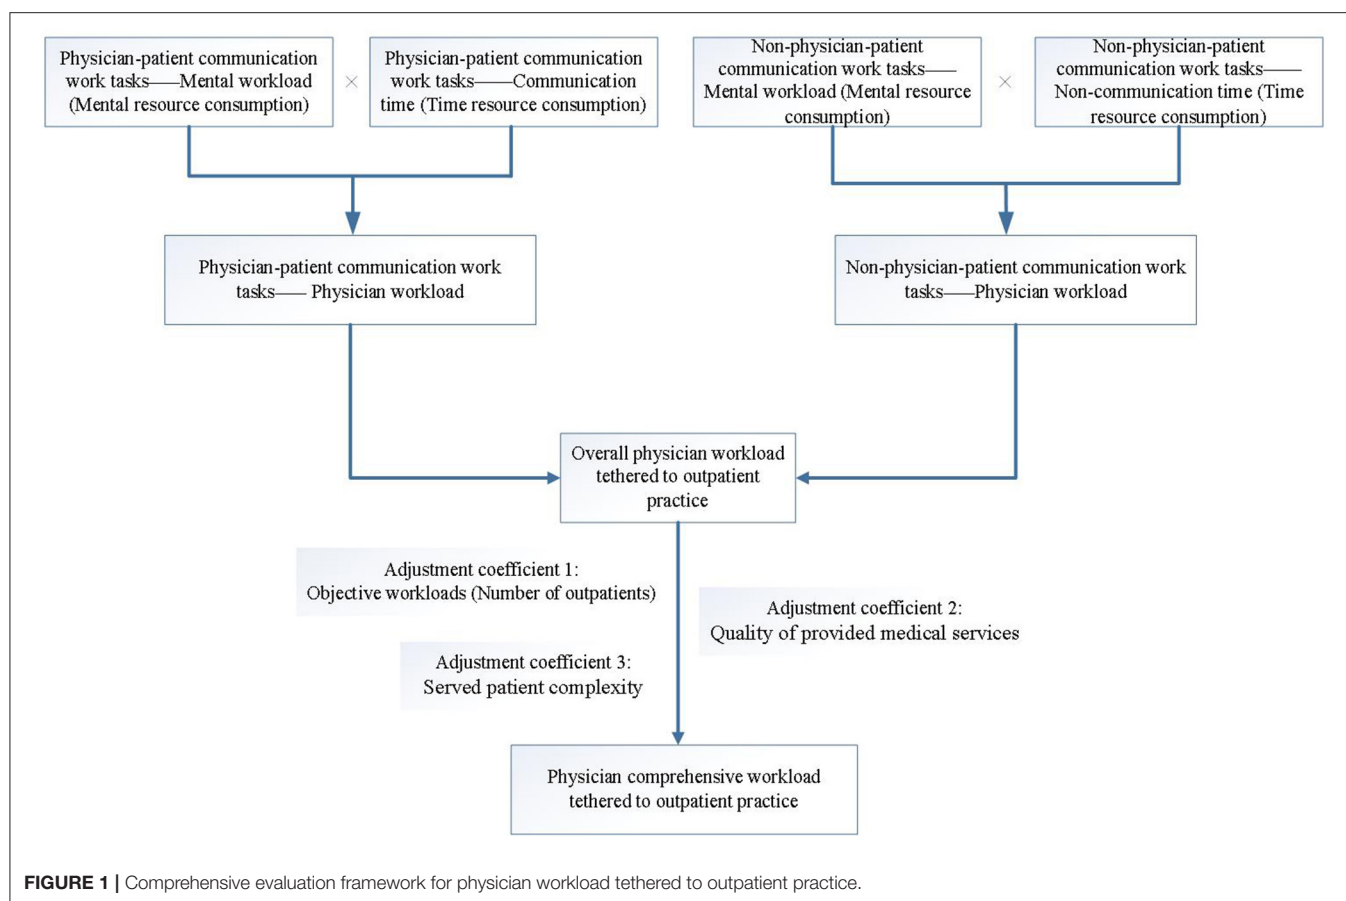 Physician-patient communication
work tasks——Mental workload
(Mental resource consumption)
×
Physician-patient communication
work tasks——Communication
time (Time resource consumption)
Non-physician-patient
communication work tasks——
Mental workload (Mental resource
consumption)
×
Non-physician-patient
communication work tasks——
Non-communication time (Time
resource consumption)
Physician-patient communication work
tasks—— Physician workload
Non-physician-patient communication work
tasks——Physician workload
Overall physician workload
tethered to outpatient
practice
Adjustment coefficient 1:
Objective workloads (Number of outpatients)
Adjustment coefficient 2:
Quality of provided medical services
Adjustment coefficient 3:
Served patient complexity
Physician comprehensive workload
tethered to outpatient practice
FIGURE 1 | Comprehensive evaluation framework for physician workload tethered to outpatient practice.